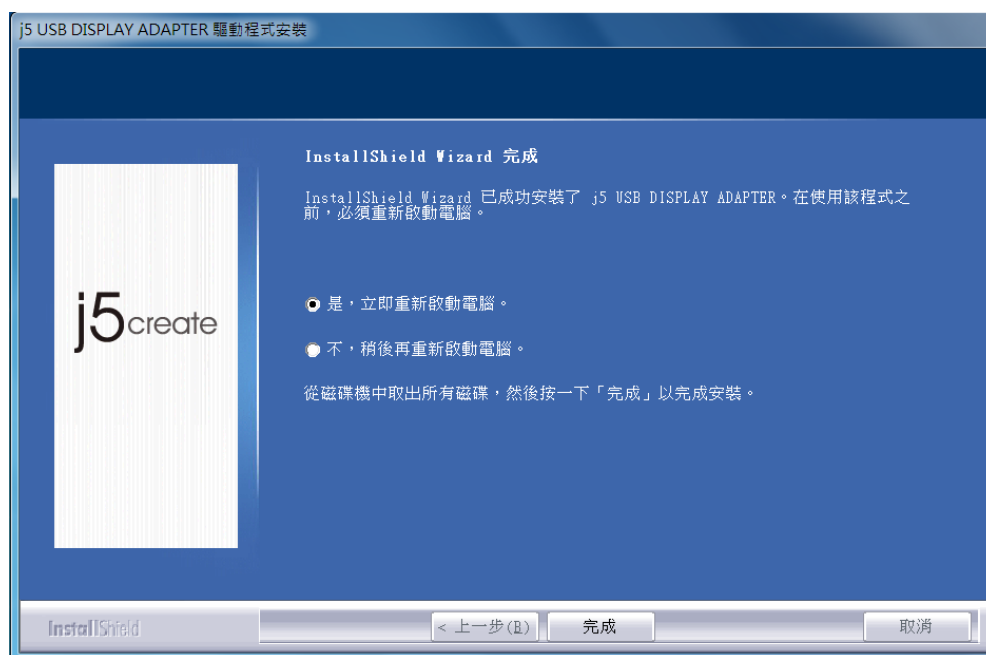 j5 USB DISPLAY ADAPTER 驅動程式安裝
InstallShield Wizard 完成
InstallShield Wizard 已成功安裝了 j5 USB DISPLAY ADAPTER。在使用該程式之
前，必須重新啟動電腦。
j5create
是，立即重新啟動電腦。
不，稍後再重新啟動電腦。
從磁碟機中取出所有磁碟，然後按一下「完成」以完成安裝。
InstallShield
< 上一步(B)
完成
取消